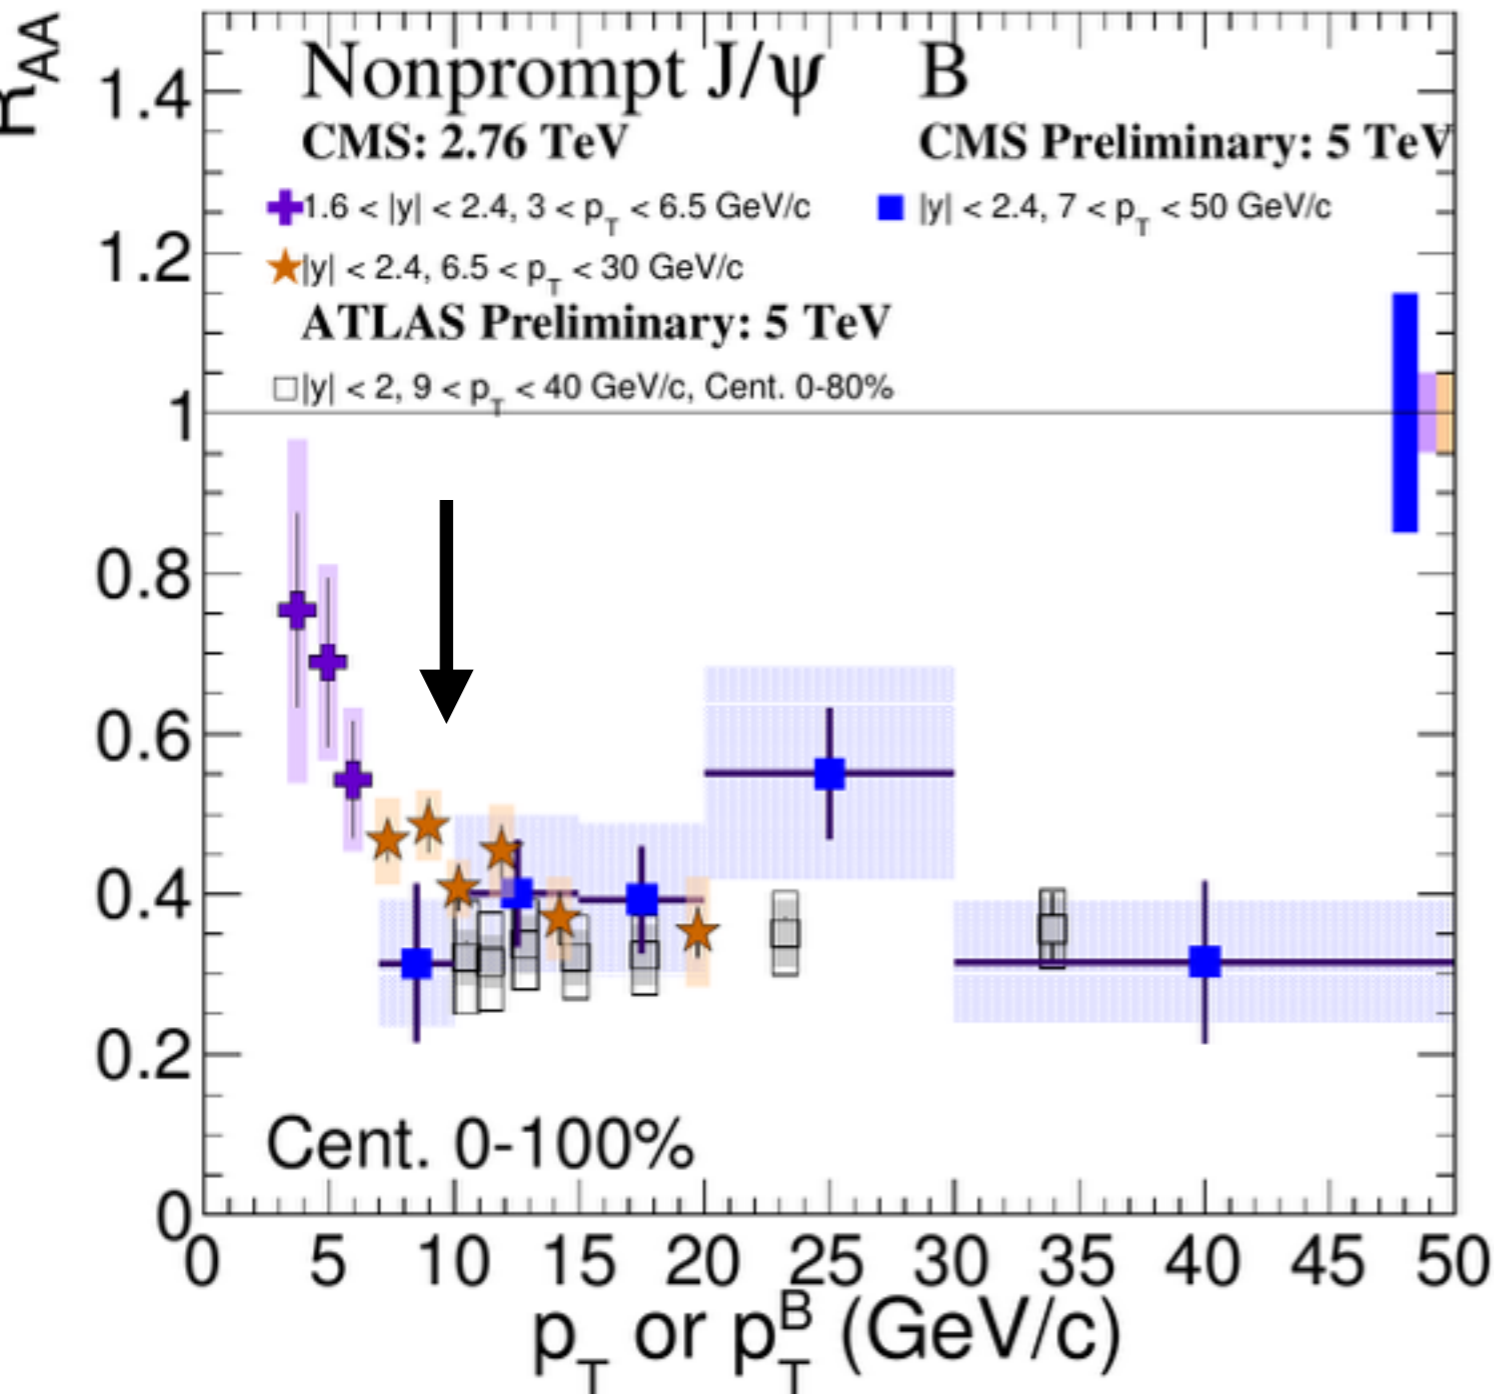 R_AA
Nonprompt J/ψ
CMS: 2.76 TeV
1.6 < |y| < 2.4, 3 < p_T < 6.5 GeV/c
|y| < 2.4, 6.5 < p_T < 30 GeV/c
ATLAS Preliminary: 5 TeV
|y| < 2, 9 < p_T < 40 GeV/c, Cent. 0-80%
B
CMS Preliminary: 5 TeV
|y| < 2.4, 7 < p_T < 50 GeV/c
1.4
1.2
1
0.8
0.6
0.4
0.2
0
Cent. 0-100%
0 5 10 15 20 25 30 35 40 45 50
p_T or p_T^B (GeV/c)